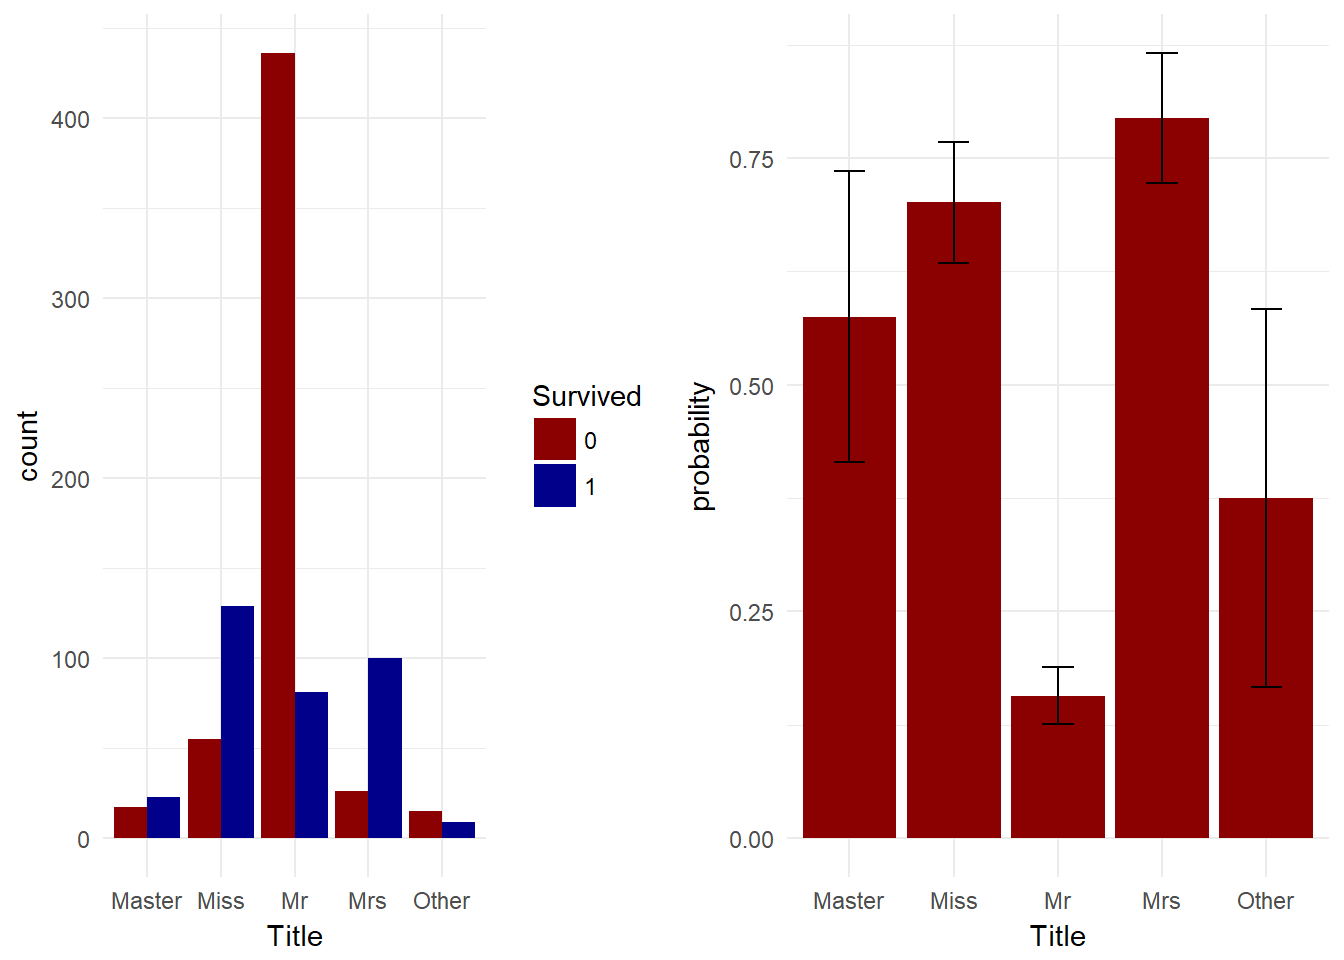 count
400
300
200
100
0
Master Miss Mr Mrs Other
Title
Survived
0
1
probability
0.75
0.50
0.25
0.00
Master Miss Mr Mrs Other
Title